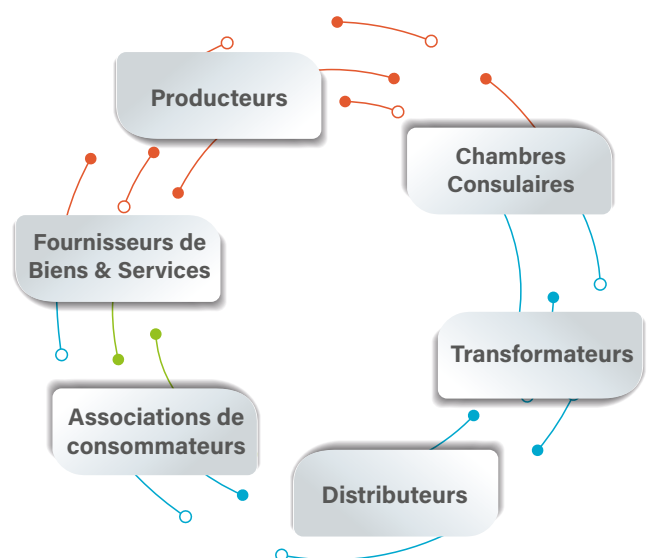 Producteurs
Chambres
Consulaires
Fournisseurs de
Biens & Services
Transformateurs
Associations de
consommateurs
Distributeurs